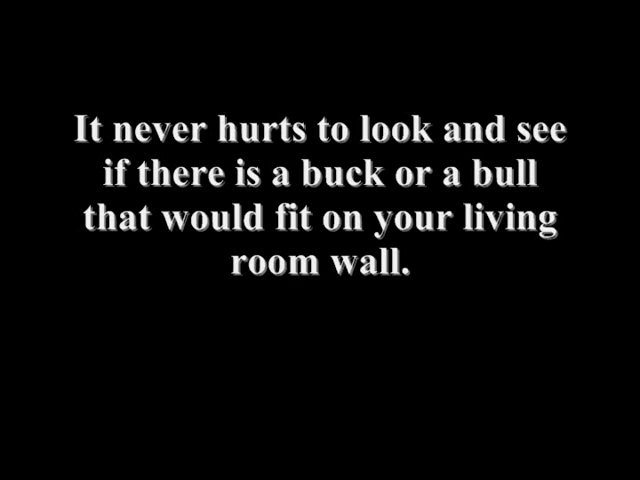 It never hurts to look and see
if there is a buck or a bull
that would fit on your living
room wall.